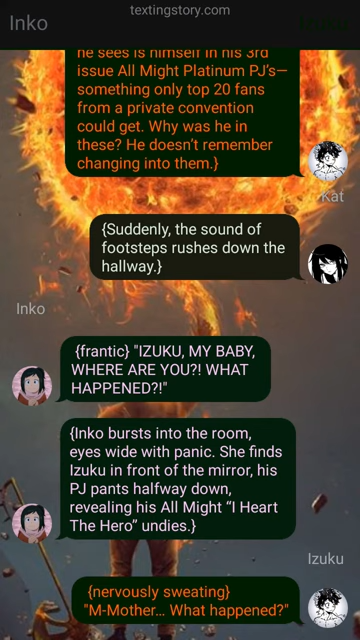 textingstory.com
Inko
he sees is himself in his 3rd
issue All Might Platinum PJ's—
something only top 20 fans
from a private convention
could get. Why was he in
these? He doesn't remember
changing into them.}
Kat
{Suddenly, the sound of
footsteps rushes down the
hallway.}
Inko
{frantic} "IZUKU, MY BABY,
WHERE ARE YOU?! WHAT
HAPPENED?!"
{Inko bursts into the room,
eyes wide with panic. She finds
Izuku in front of the mirror, his
PJ pants halfway down,
revealing his All Might “I Heart
The Hero” undies.}
Izuku
{nervously sweating}
"M-Mother… What happened?"